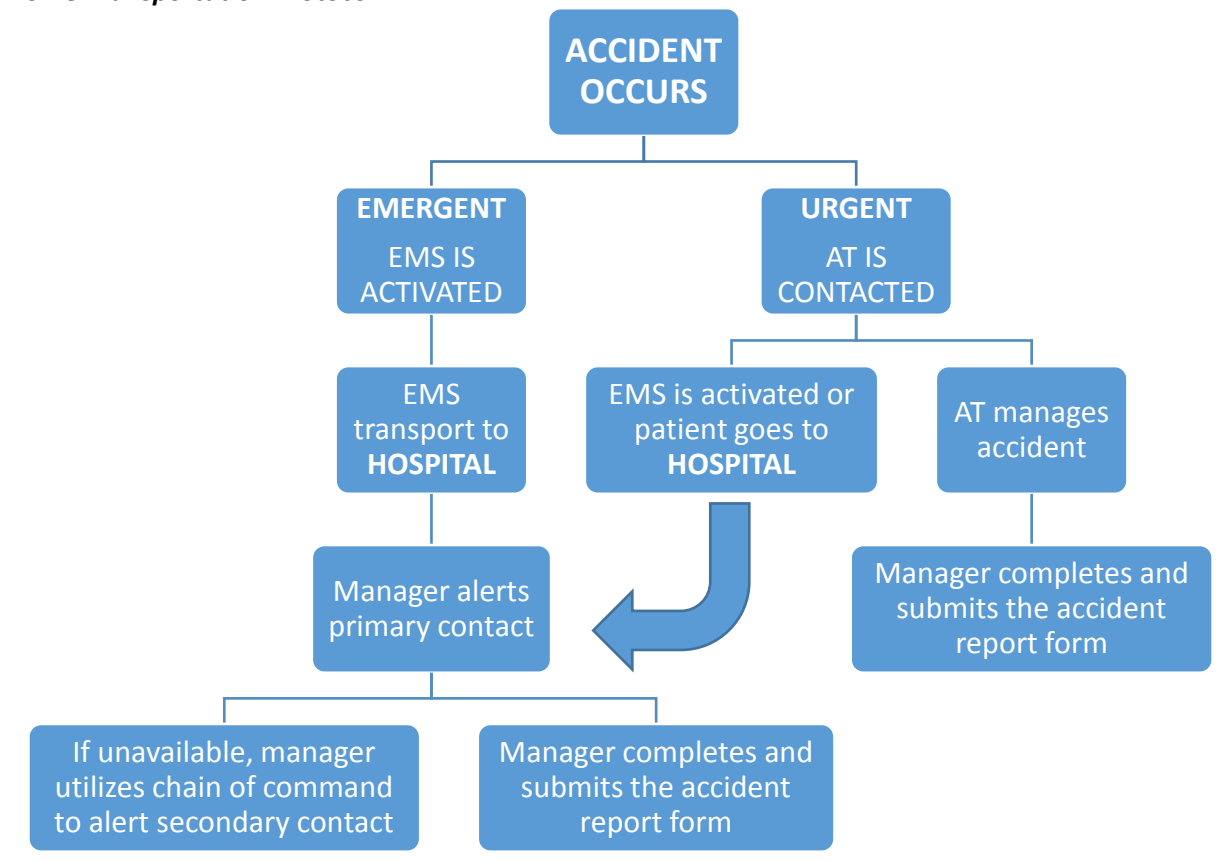 ACCIDENT
OCCURS
EMERGENT
EMS IS
ACTIVATED
URGENT
AT IS
CONTACTED
EMS
transport to
HOSPITAL
EMS is activated or
patient goes to
HOSPITAL
AT manages
accident
Manager alerts
primary contact
Manager completes and
submits the accident
report form
If unavailable, manager
utilizes chain of command
to alert secondary contact
Manager completes and
submits the accident
report form